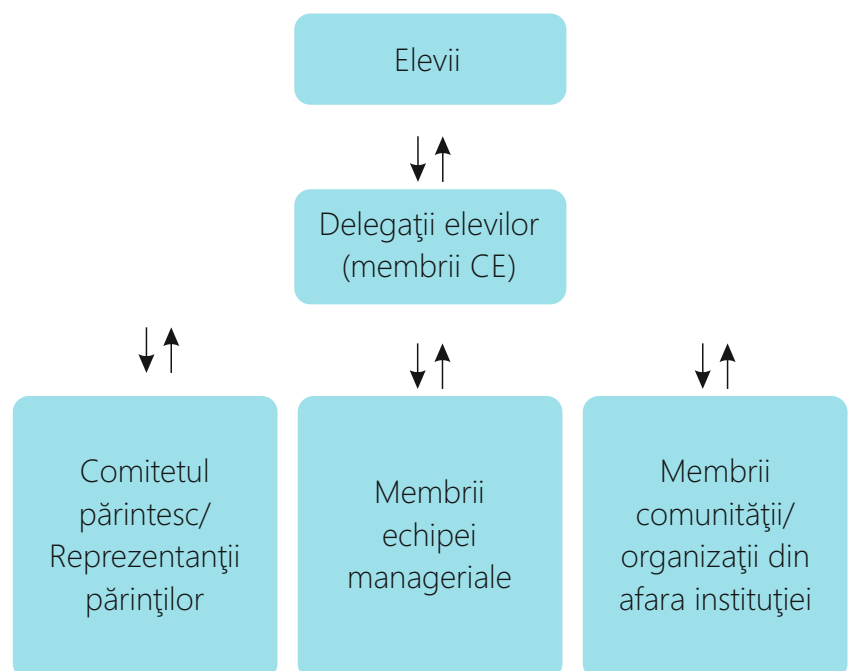 Elevii
Delegaţii elevilor
(membrii CE)
Comitetul
părintesc/
Reprezentanţii
părinţilor
Membrii
echipei
manageriale
Membrii
comunităţii/
organizaţii din
afara instituţiei